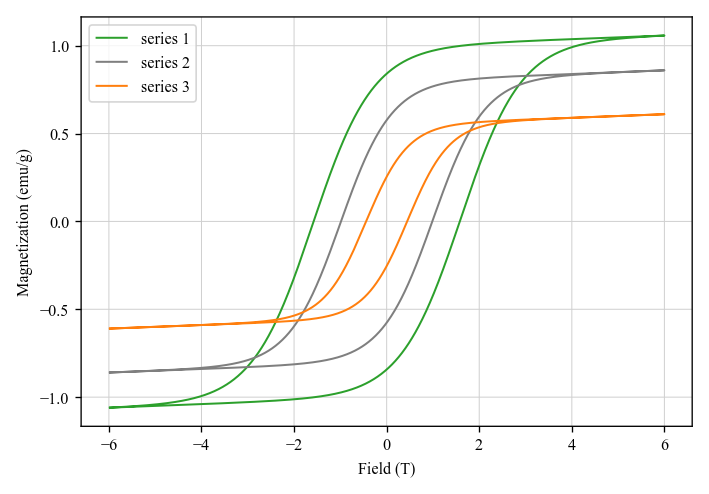 series 1
series 2
series 3
1.0
0.5
0.0
−0.5
−1.0
Magnetization (emu/g)
−6
−4
−2
0
2
4
6
Field (T)